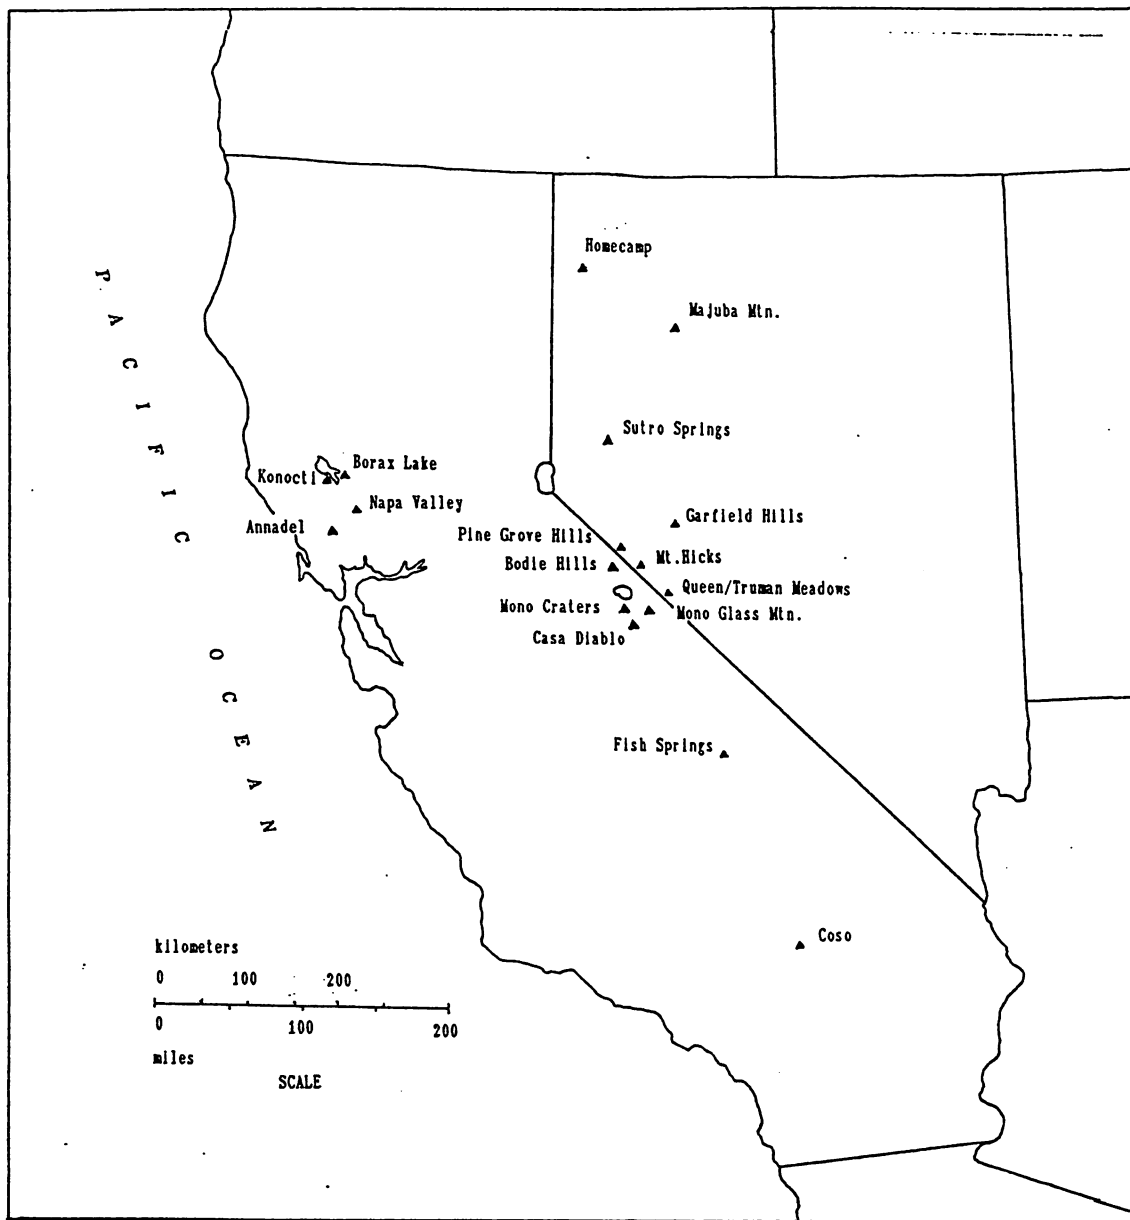 Homecamp
Majuba Mtn.
PACIFIC OCEAN
Sutro Springs
Borax Lake
Konocti
Napa Valley
Annadel
Garfield Hills
Pine Grove Hills
Mt.Hicks
Bodie Hills
Queen/Truman Meadows
Mono Craters
Mono Glass Mtn.
Casa Diablo
Fish Springs
Coso
kilometers
0 100 200
0 100 200
miles
SCALE